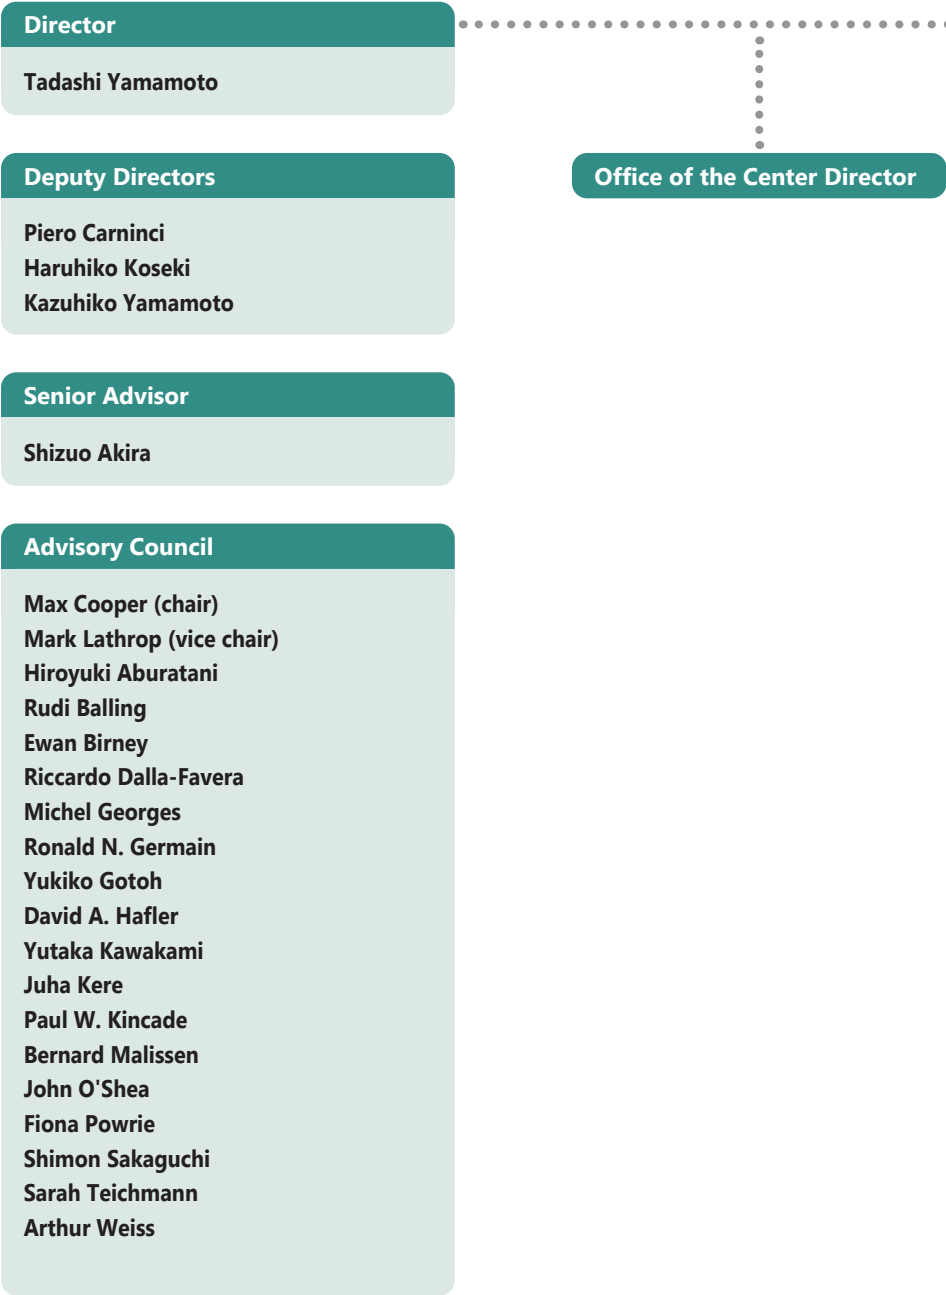 Director
Tadashi Yamamoto
Deputy Directors
Piero Carninci
Haruhiko Koseki
Kazuhiko Yamamoto
Senior Advisor
Shizuo Akira
Advisory Council
Max Cooper (chair)
Mark Lathrop (vice chair)
Hiroyuki Aburatani
Rudi Balling
Ewan Birney
Riccardo Dalla-Favera
Michel Georges
Ronald N. Germain
Yukiko Gotoh
David A. Hafler
Yutaka Kawakami
Juha Kere
Paul W. Kincade
Bernard Malissen
John O'Shea
Fiona Powrie
Shimon Sakaguchi
Sarah Teichmann
Arthur Weiss
Office of the Center Director